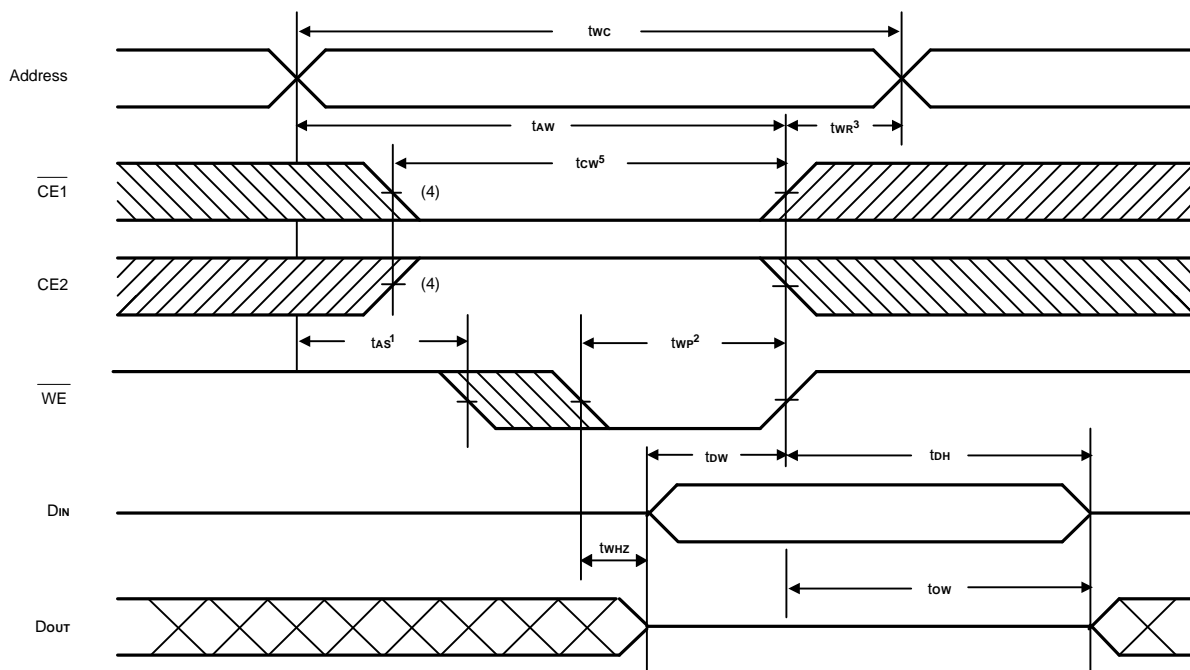 tWC
Address
tAW
tWR³
tCW⁵
CE1
(4)
CE2
(4)
tAS¹
tWP²
WE
tDW
tDH
DIN
tWHZ
tOW
DOUT